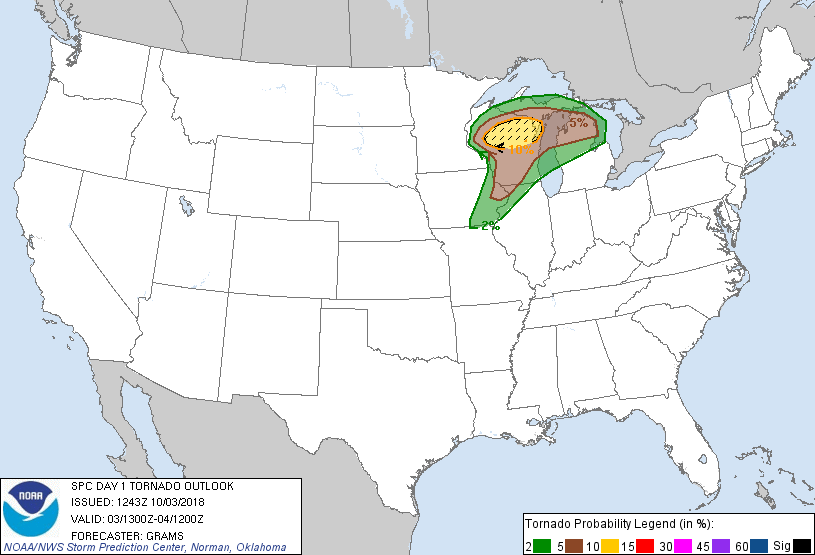 5%
10%
2%
NOAA
SPC DAY 1 TORNADO OUTLOOK
ISSUED: 1243Z 10/03/2018
VALID: 03/1300Z-04/1200Z
FORECASTER: GRAMS
NOAA/NWS Storm Prediction Center, Norman, Oklahoma
Tornado Probability Legend (in %):
2 5 10 15 30 45 60 Sig